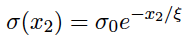 σ(x₂) = σ₀e^{−x₂/ξ}